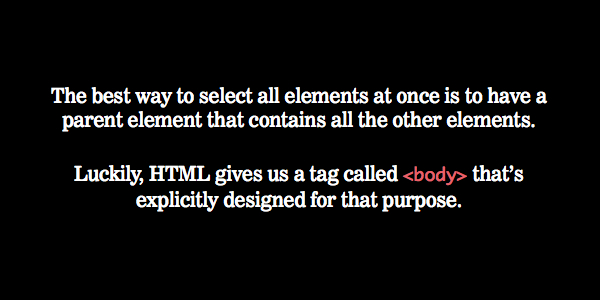 The best way to select all elements at once is to have a
parent element that contains all the other elements.
Luckily, HTML gives us a tag called <body> that’s
explicitly designed for that purpose.